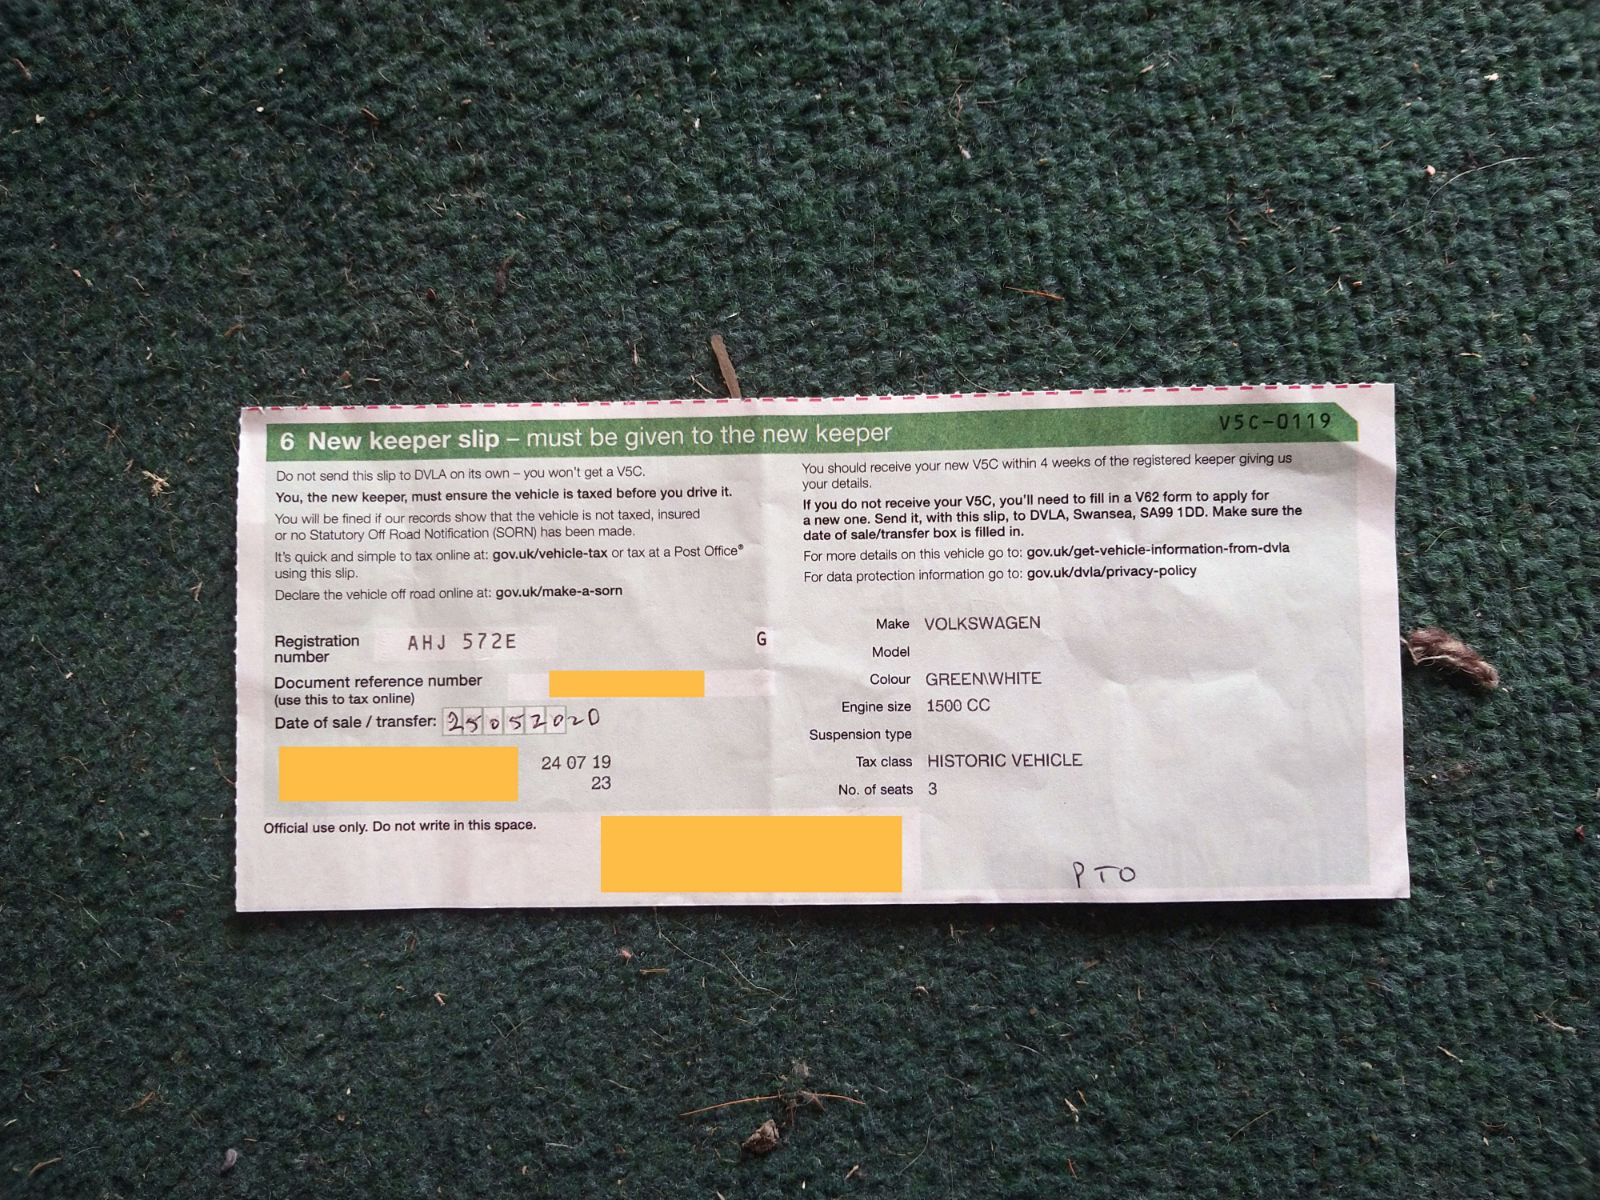 6 New keeper slip – must be given to the new keeper
V5C-0119
Do not send this slip to DVLA on its own – you won't get a V5C.
You, the new keeper, must ensure the vehicle is taxed before you drive it.
You will be fined if our records show that the vehicle is not taxed, insured
or no Statutory Off Road Notification (SORN) has been made.
It's quick and simple to tax online at: gov.uk/vehicle-tax or tax at a Post Office®
using this slip.
Declare the vehicle off road online at: gov.uk/make-a-sorn
Registration
number
AHJ 572E
G
Document reference number
(use this to tax online)
Date of sale / transfer: 25052020
24 07 19
23
Official use only. Do not write in this space.
You should receive your new V5C within 4 weeks of the registered keeper giving us
your details.
If you do not receive your V5C, you'll need to fill in a V62 form to apply for
a new one. Send it, with this slip, to DVLA, Swansea, SA99 1DD. Make sure the
date of sale/transfer box is filled in.
For more details on this vehicle go to: gov.uk/get-vehicle-information-from-dvla
For data protection information go to: gov.uk/dvla/privacy-policy
Make VOLKSWAGEN
Model
Colour GREEN\WHITE
Engine size 1500 CC
Suspension type
Tax class HISTORIC VEHICLE
No. of seats 3
PTO